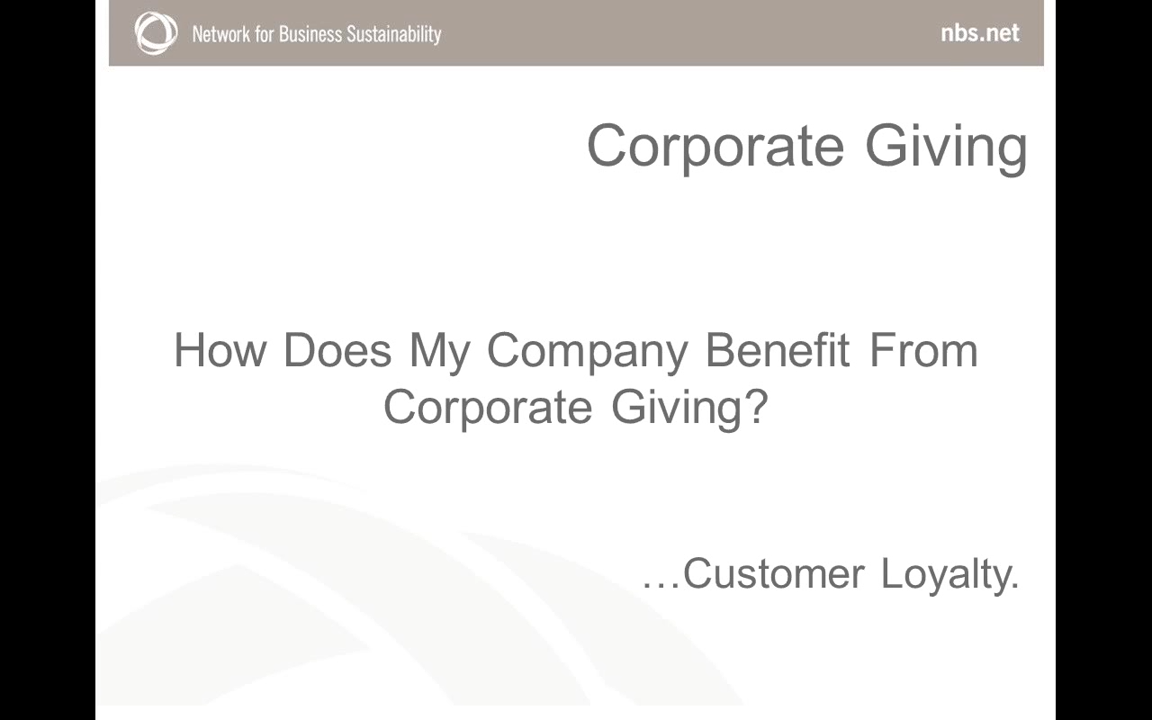 Network for Business Sustainability
nbs.net
Corporate Giving
How Does My Company Benefit From
Corporate Giving?
…Customer Loyalty.